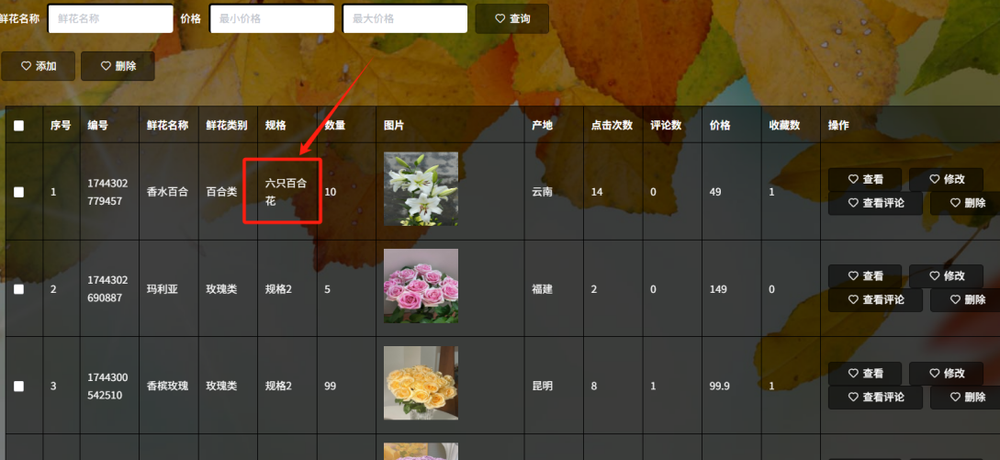 鲜花名称 鲜花名称 价格 最小价格 最大价格 查询
添加 删除
序号 编号 鲜花名称 鲜花类别 规格 数量 图片 产地 点击次数 评论数 价格 收藏数 操作
1 1744302779457 香水百合 百合类 六只百合花 10 云南 14 0 49 1 查看 修改 查看评论 删除
2 1744302690887 玛利亚 玫瑰类 规格2 5 福建 2 0 149 0 查看 修改 查看评论 删除
3 1744300542510 香槟玫瑰 玫瑰类 规格2 99 昆明 8 1 99.9 1 查看 修改 查看评论 删除